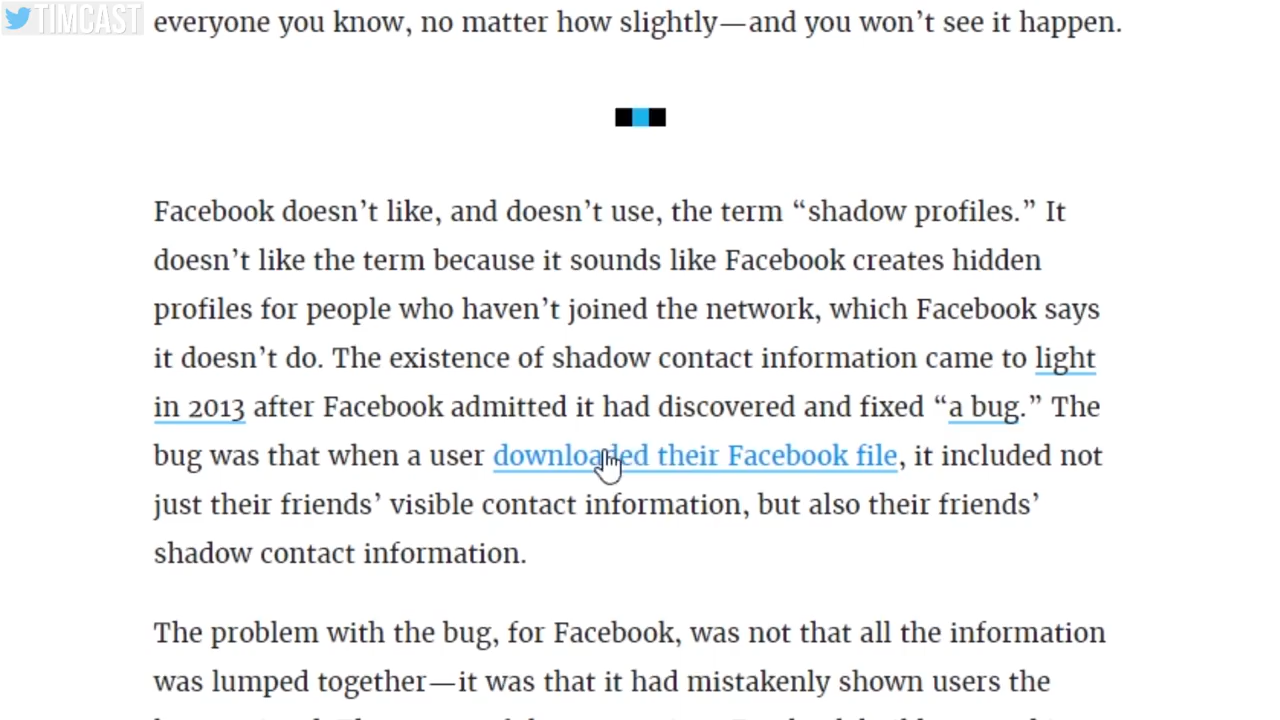 TIMCAST
everyone you know, no matter how slightly—and you won’t see it happen.
Facebook doesn’t like, and doesn’t use, the term “shadow profiles.” It
doesn’t like the term because it sounds like Facebook creates hidden
profiles for people who haven’t joined the network, which Facebook says
it doesn’t do. The existence of shadow contact information came to light
in 2013 after Facebook admitted it had discovered and fixed “a bug.” The
bug was that when a user downloaded their Facebook file, it included not
just their friends’ visible contact information, but also their friends’
shadow contact information.
The problem with the bug, for Facebook, was not that all the information
was lumped together—it was that it had mistakenly shown users the